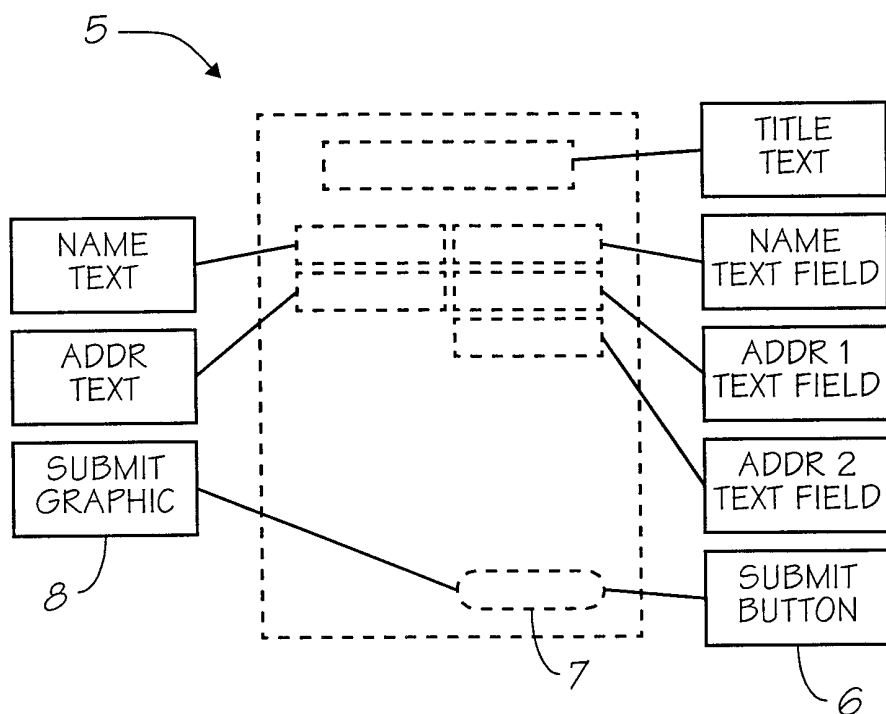 5
TITLE
TEXT
NAME
TEXT
NAME
TEXT FIELD
ADDR
TEXT
ADDR 1
TEXT FIELD
SUBMIT
GRAPHIC
ADDR 2
TEXT FIELD
8
SUBMIT
BUTTON
7
6